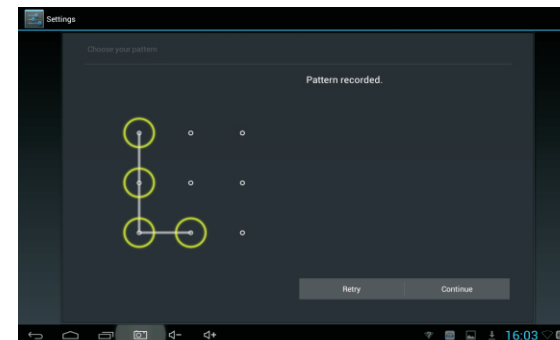 Settings
Choose your pattern
Pattern recorded.
Retry
Continue
16:03